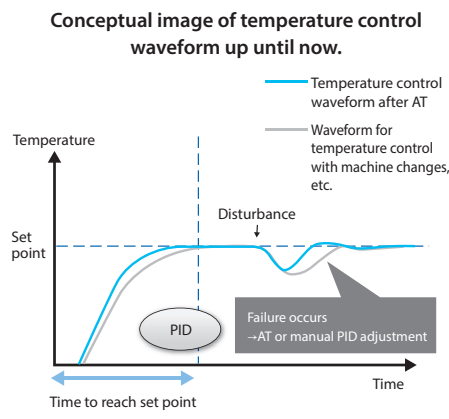 Conceptual image of temperature control
waveform up until now.
Temperature control
waveform after AT
Waveform for
temperature control
with machine changes,
etc.
Temperature
Disturbance
Set
point
Failure occurs
→AT or manual PID adjustment
PID
Time
Time to reach set point